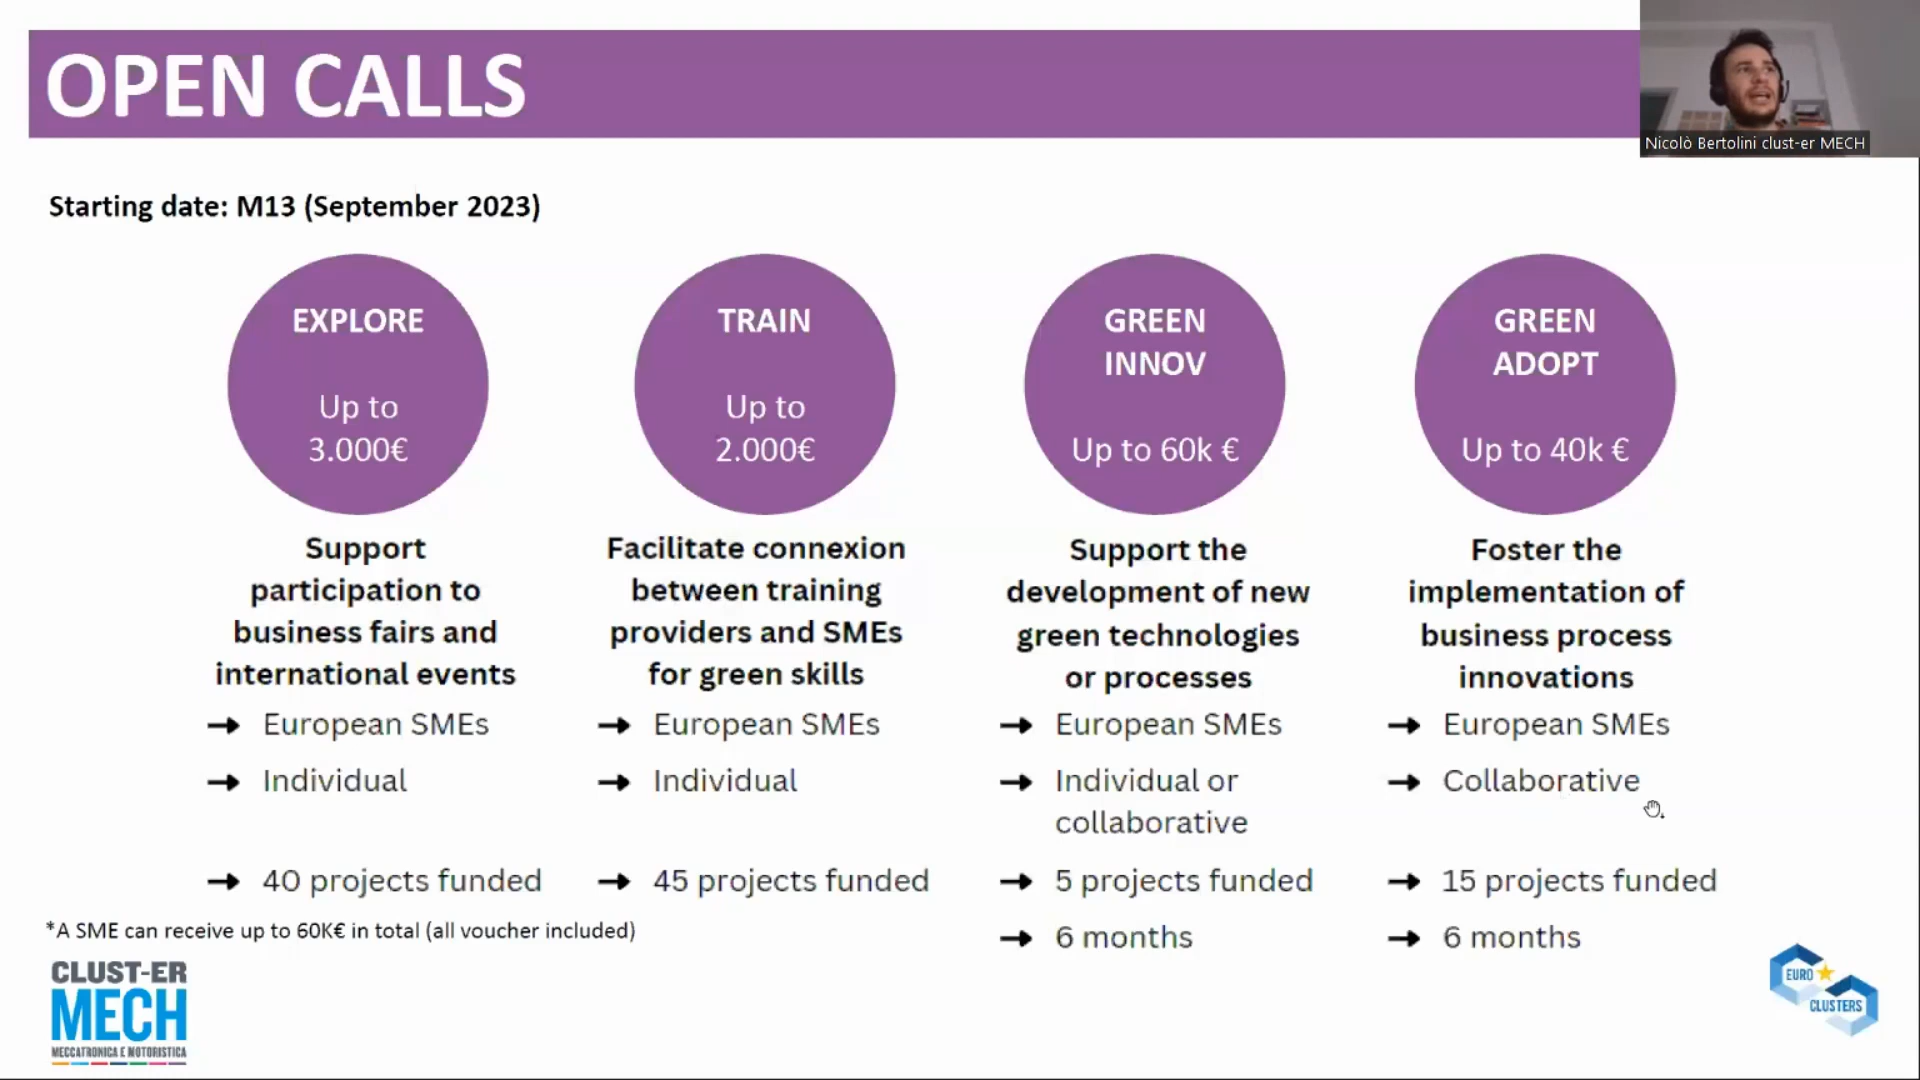 OPEN CALLS
Nicolò Bertolini clust-er MECH
Starting date: M13 (September 2023)
EXPLORE
Up to
3.000€
Support
participation to
business fairs and
international events
→ European SMEs
→ Individual
→ 40 projects funded
TRAIN
Up to
2.000€
Facilitate connexion
between training
providers and SMEs
for green skills
→ European SMEs
→ Individual
→ 45 projects funded
GREEN
INNOV
Up to 60k €
Support the
development of new
green technologies
or processes
→ European SMEs
→ Individual or
collaborative
→ 5 projects funded
→ 6 months
GREEN
ADOPT
Up to 40k €
Foster the
implementation of
business process
innovations
→ European SMEs
→ Collaborative
→ 15 projects funded
→ 6 months
*A SME can receive up to 60K€ in total (all voucher included)
CLUST-ER
MECH
MECCATRONICA E MOTORISTICA
EURO
CLUSTERS